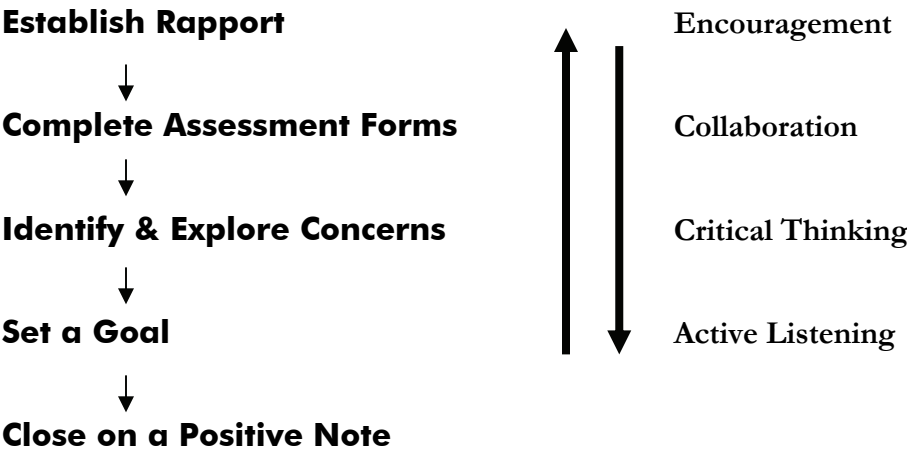 Establish Rapport
Encouragement
Complete Assessment Forms
Collaboration
Identify & Explore Concerns
Critical Thinking
Set a Goal
Active Listening
Close on a Positive Note